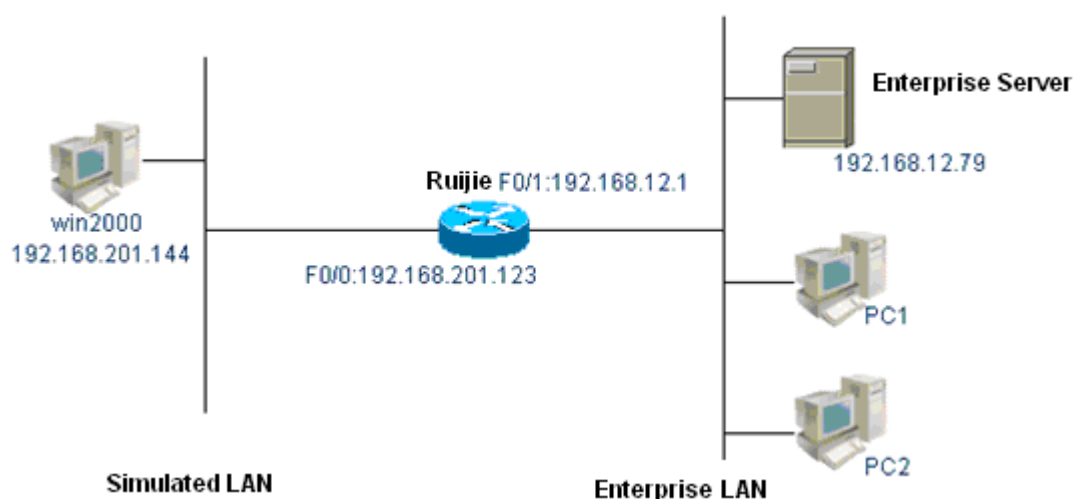 Enterprise Server
192.168.12.79
Ruijie F0/1:192.168.12.1
win2000
192.168.201.144
F0/0:192.168.201.123
PC1
PC2
Simulated LAN
Enterprise LAN